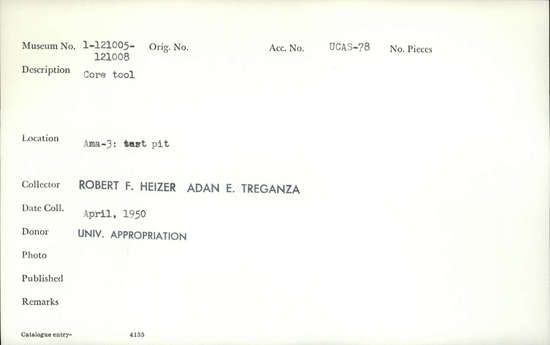 Museum No. 1-121005- Orig. No. Acc. No. UCAS-78 No. Pieces
121008
Description Core tool
Location Ama-3: test pit
Collector ROBERT F. HEIZER ADAN E. TREGANZA
Date Coll. April, 1950
Donor UNIV. APPROPRIATION
Photo
Published
Remarks
Catalogue entry- 4155